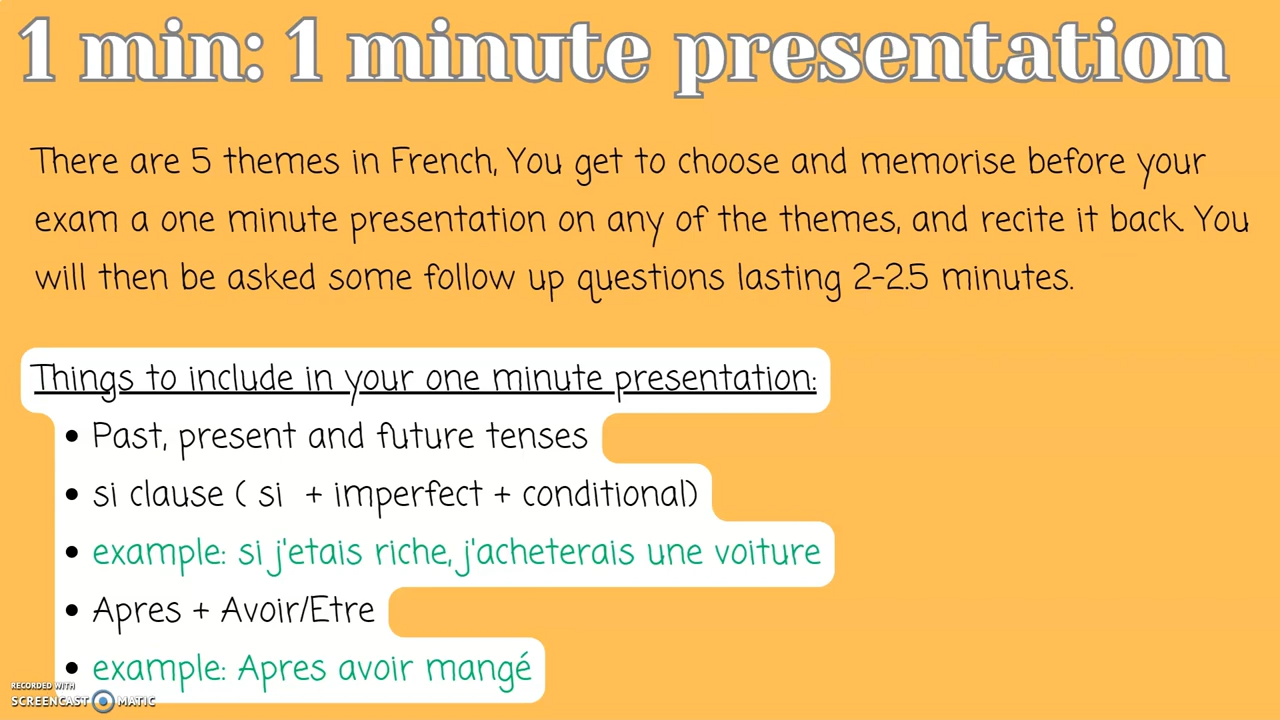 1 min: 1 minute presentation
There are 5 themes in French, You get to choose and memorise before your
exam a one minute presentation on any of the themes, and recite it back. You
will then be asked some follow up questions lasting 2-2.5 minutes.
Things to include in your one minute presentation:
• Past, present and future tenses
• si clause ( si + imperfect + conditional)
• example: si j'etais riche, j'acheterais une voiture
• Apres + Avoir/Etre
• example: Apres avoir mangé
RECORDED WITH
SCREENCAST MATIC